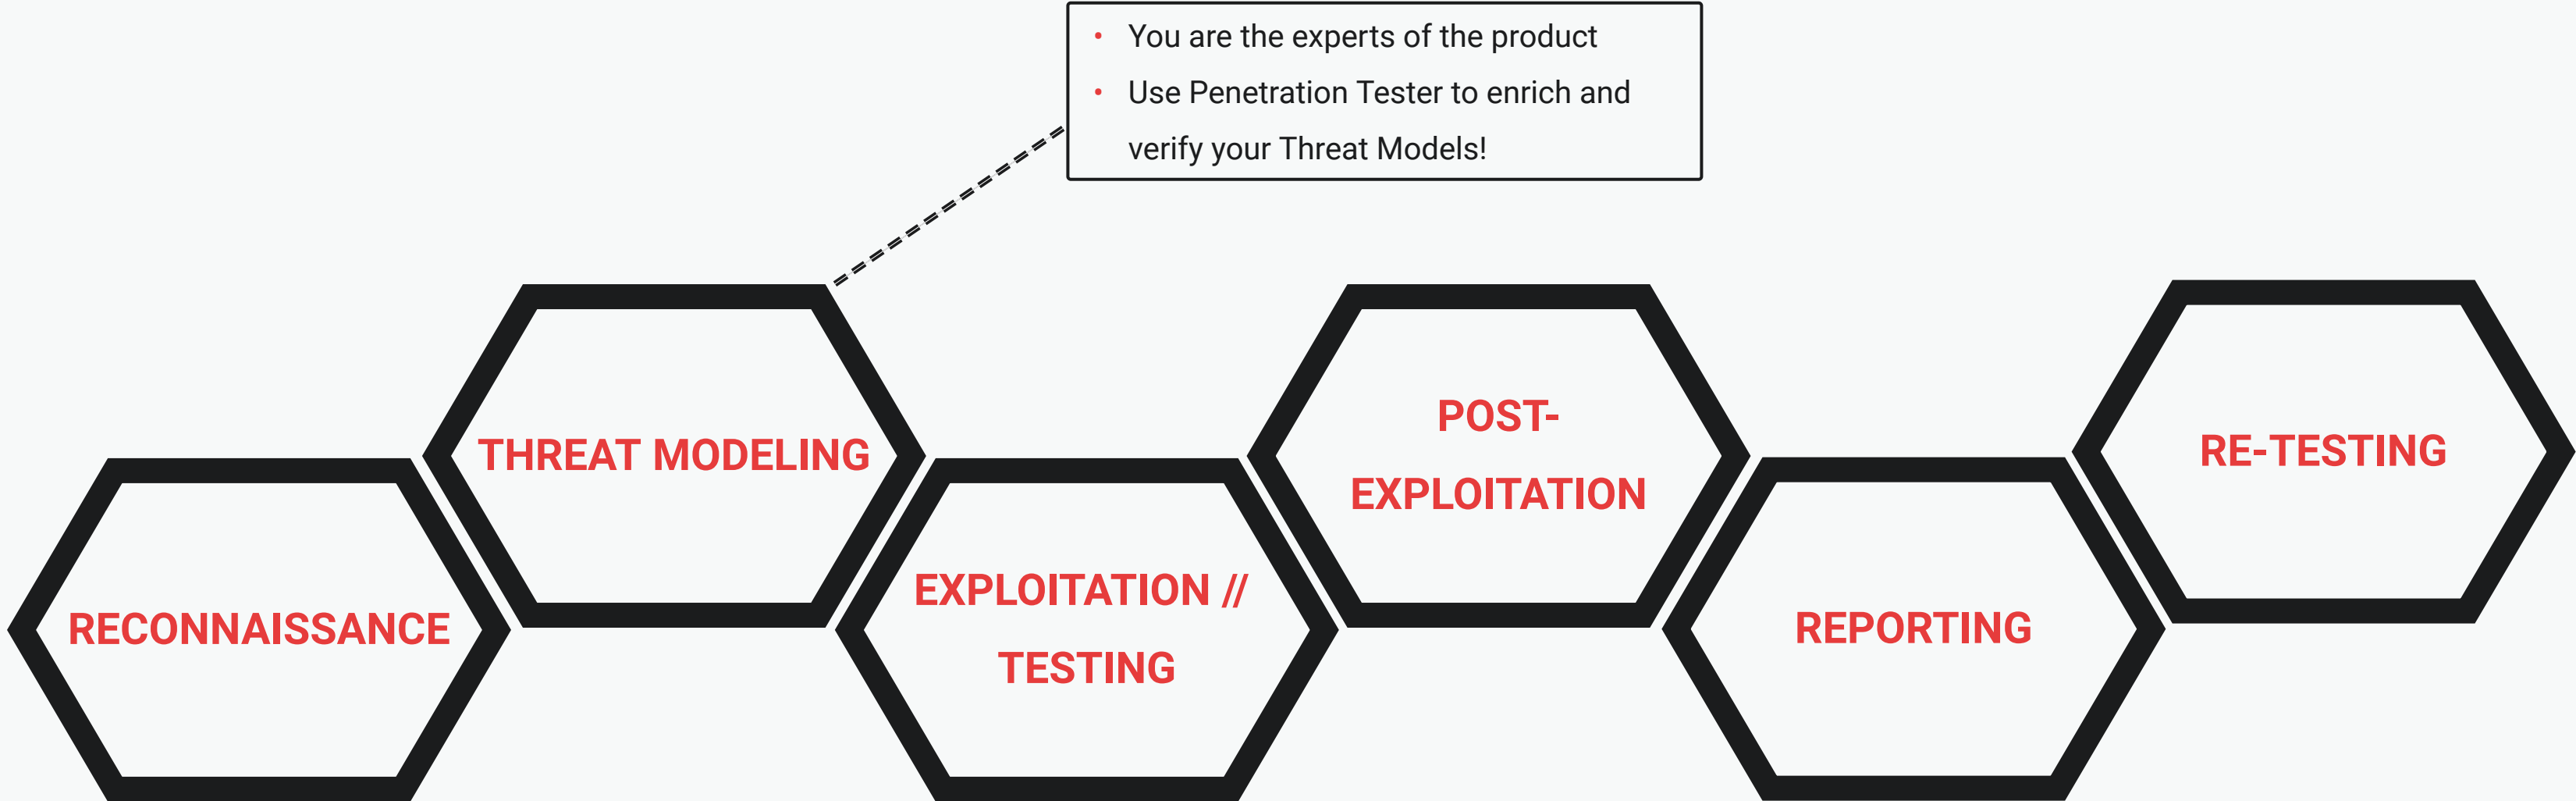 • You are the experts of the product
• Use Penetration Tester to enrich and
verify your Threat Models!
RECONNAISSANCE
THREAT MODELING
EXPLOITATION //
TESTING
POST-
EXPLOITATION
REPORTING
RE-TESTING